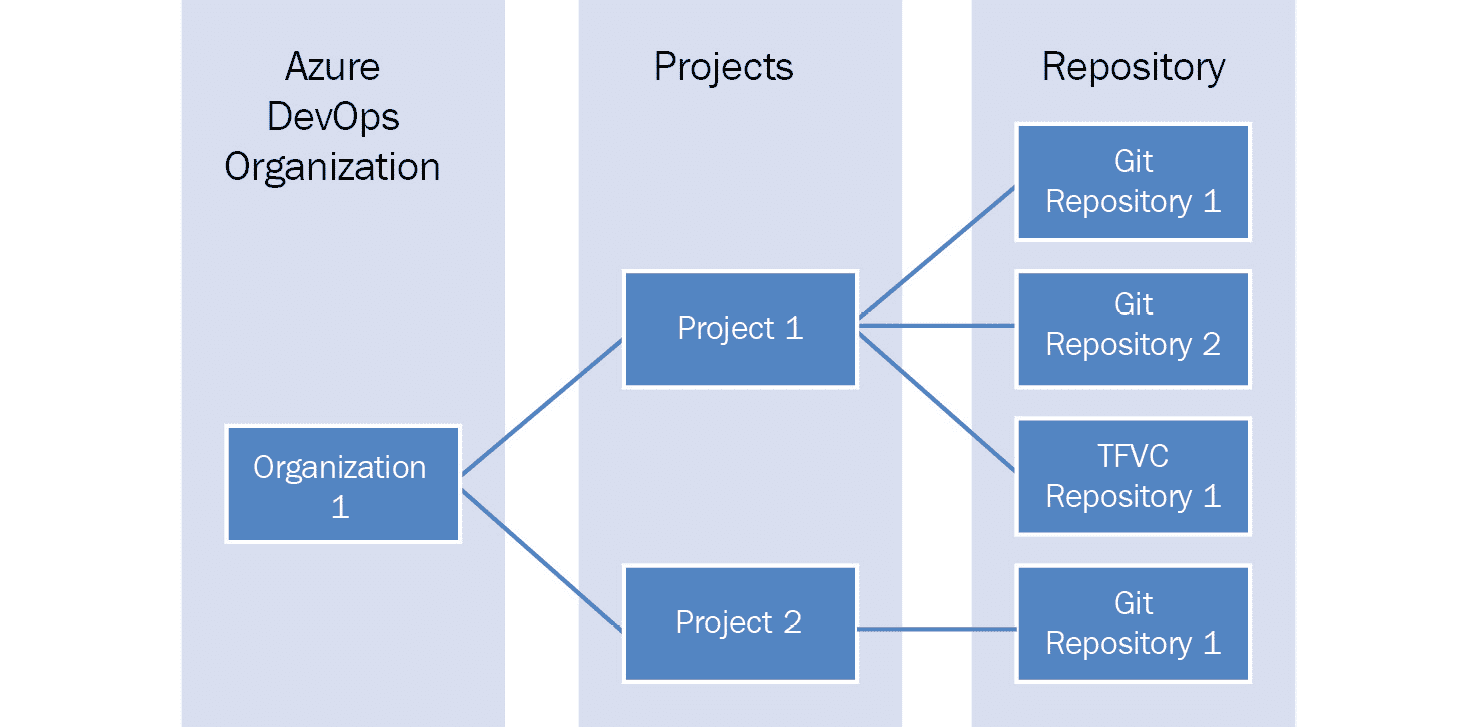 Azure
DevOps
Organization
Projects
Repository
Organization
1
Project 1
Project 2
Git
Repository 1
Git
Repository 2
TFVC
Repository 1
Git
Repository 1